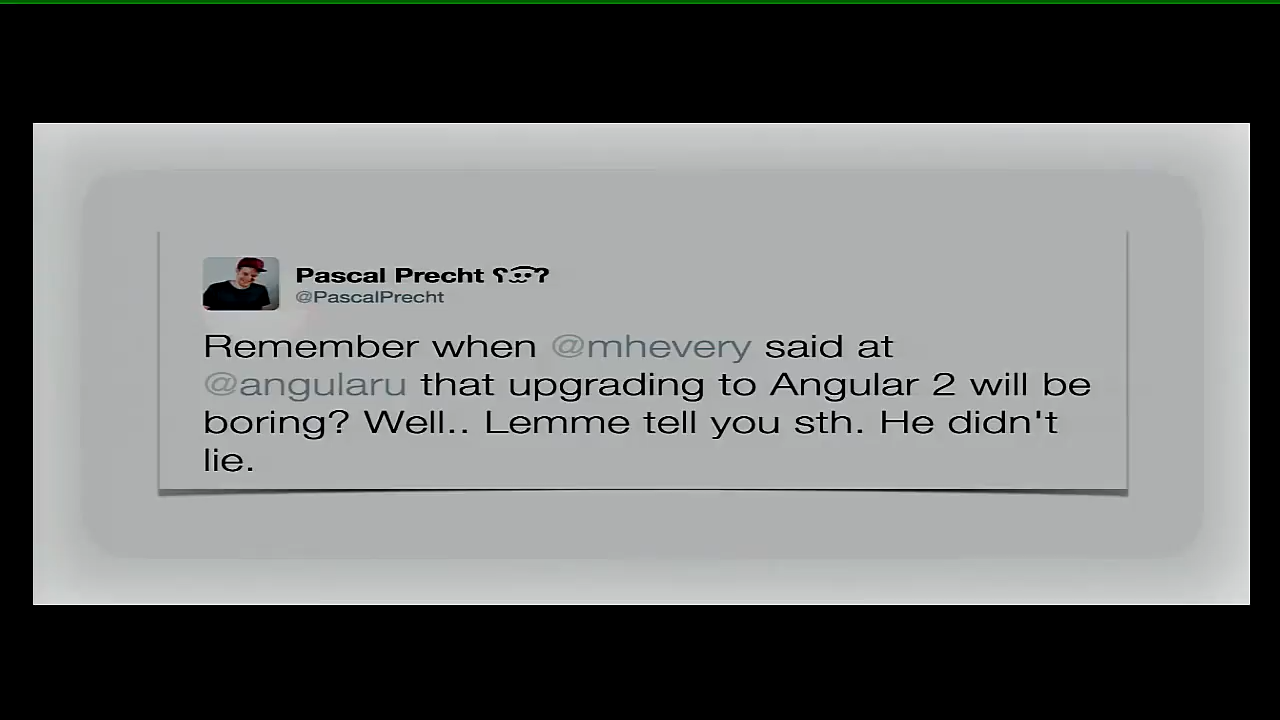 Pascal Precht ʕ•̫͡•ʔ
@PascalPrecht
Remember when @mhevery said at
@angularu that upgrading to Angular 2 will be
boring? Well.. Lemme tell you sth. He didn't
lie.